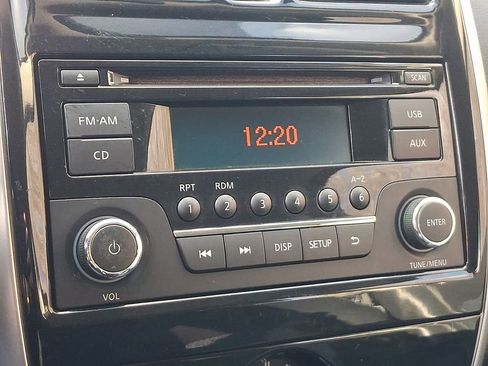 SCAN
FM·AM
12:20
USB
CD
AUX
RPT RDM A–Z
1 2 3 4 5 6
ENTER
DISP SETUP
VOL
TUNE/MENU